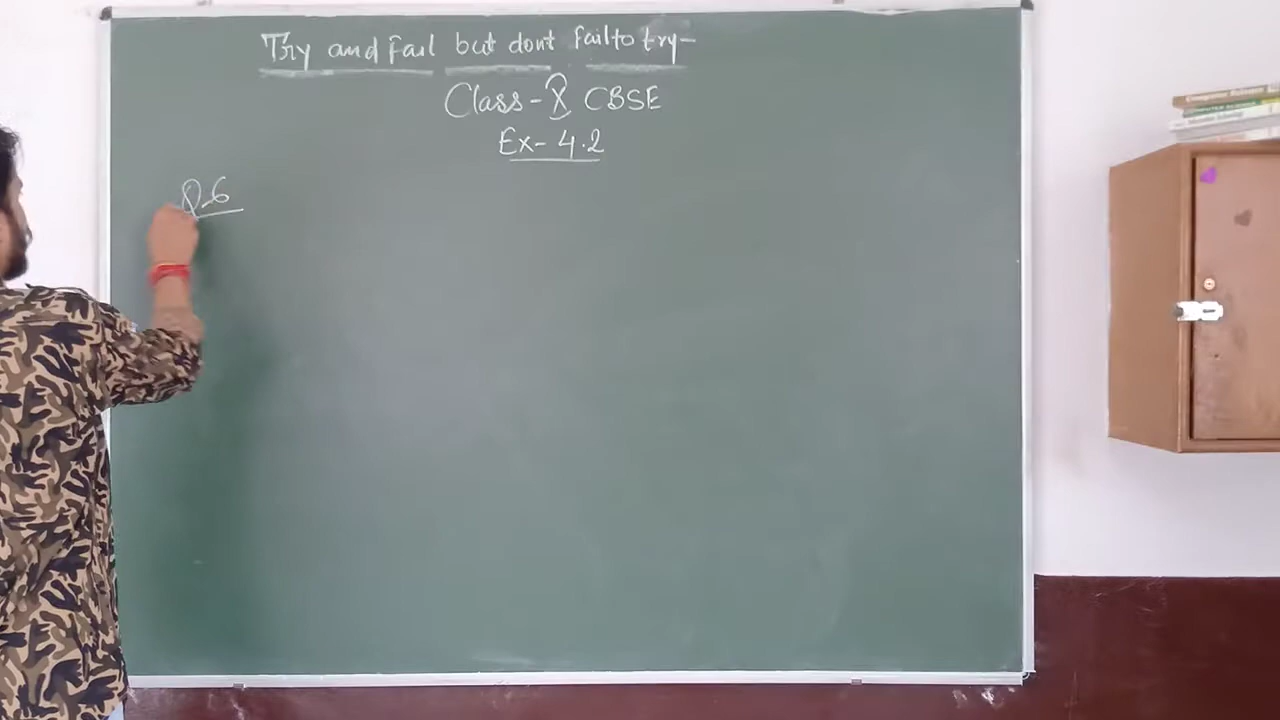 Try and Fail but dont Fail to try-
Class-X CBSE
Ex- 4.2
Q-6